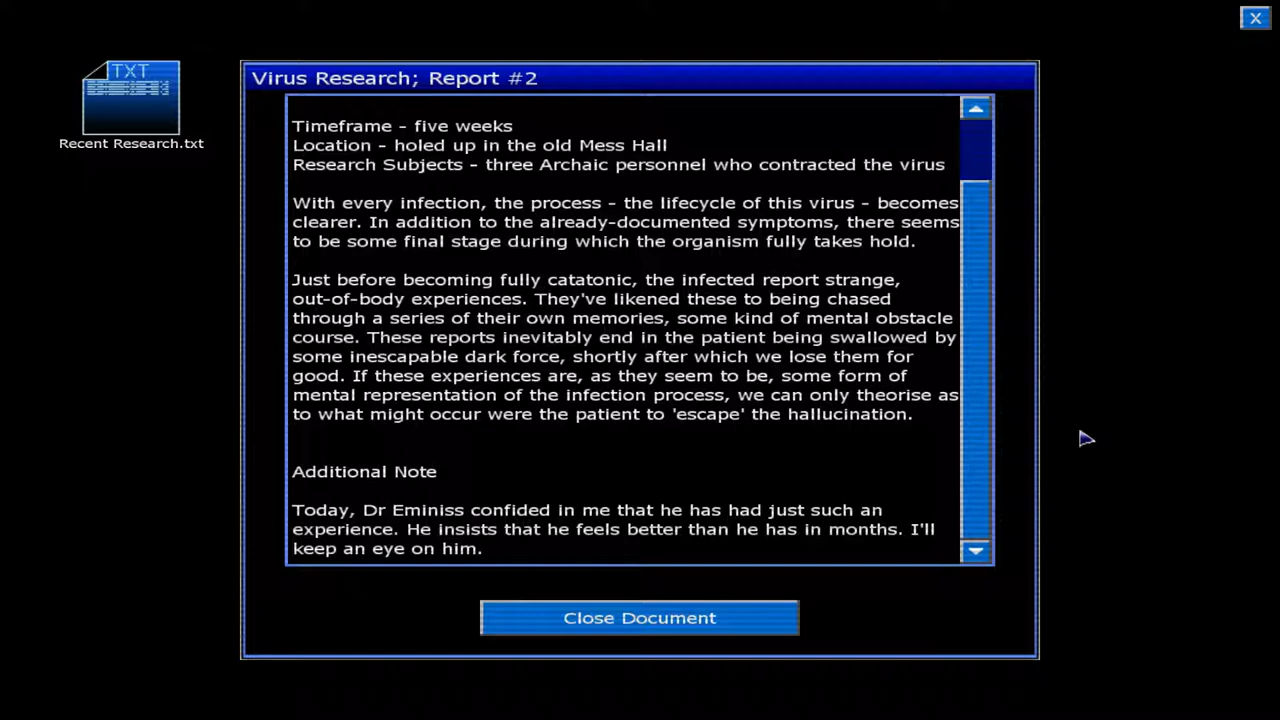 X
TXT
Recent Research.txt
Virus Research; Report #2
Timeframe - five weeks
Location - holed up in the old Mess Hall
Research Subjects - three Archaic personnel who contracted the virus
With every infection, the process - the lifecycle of this virus - becomes
clearer. In addition to the already-documented symptoms, there seems
to be some final stage during which the organism fully takes hold.
Just before becoming fully catatonic, the infected report strange,
out-of-body experiences. They've likened these to being chased
through a series of their own memories, some kind of mental obstacle
course. These reports inevitably end in the patient being swallowed by
some inescapable dark force, shortly after which we lose them for
good. If these experiences are, as they seem to be, some form of
mental representation of the infection process, we can only theorise as
to what might occur were the patient to 'escape' the hallucination.
Additional Note
Today, Dr Eminiss confided in me that he has had just such an
experience. He insists that he feels better than he has in months. I'll
keep an eye on him.
Close Document